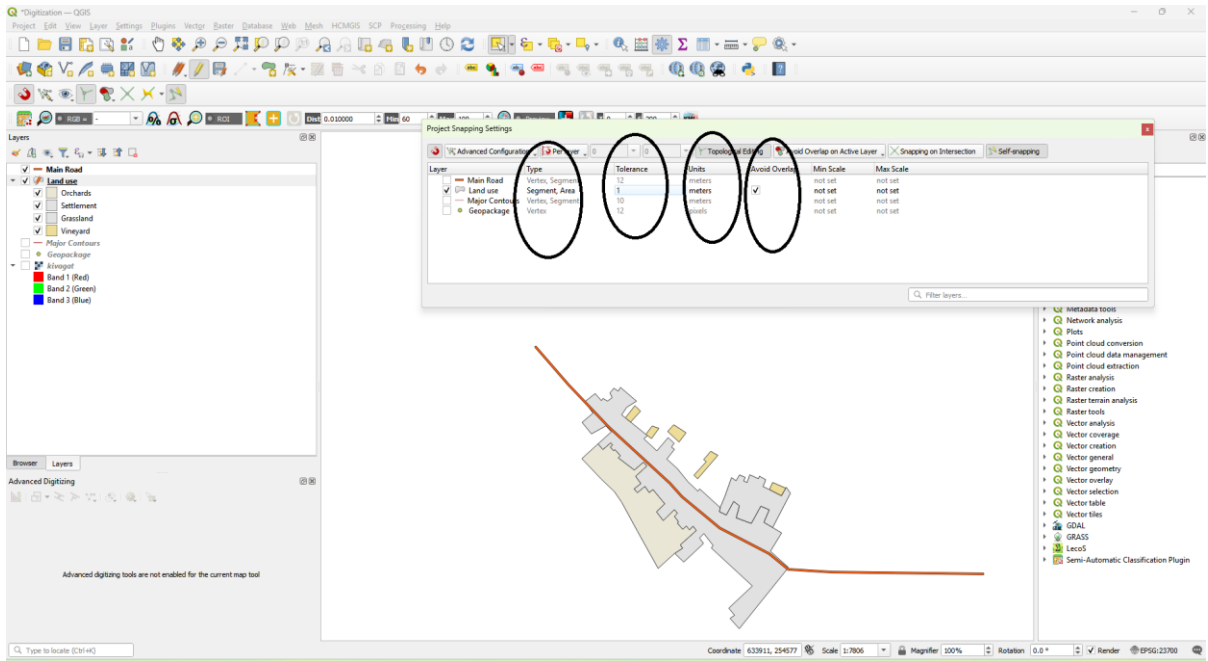 *Digitization — QGIS
Project Edit View Layer Settings Plugins Vector Raster Database Web Mesh HCMGIS SCP Processing Help
RGB = - ROI Dist 0.010000 Min 60
Layers
Main Road
Land use
Orchards
Settlement
Grassland
Vineyard
Major Contours
Geopackage
kivagat
Band 1 (Red)
Band 2 (Green)
Band 3 (Blue)
Browser Layers
Advanced Digitizing
Advanced digitizing tools are not enabled for the current map tool
Project Snapping Settings
Advanced Configuration Per Layer 0 0 Topological Editing Avoid Overlap on Active Layer Snapping on Intersection Self-snapping
Layer Type Tolerance Units Avoid Overlap Min Scale Max Scale
Main Road Vertex, Segment 12 meters not set not set
Land use Segment, Area 1 meters not set not set
Major Contours Vertex, Segment 10 meters not set not set
Geopackage Vertex 12 pixels not set not set
Filter layers...
Metadata tools
Network analysis
Plots
Point cloud conversion
Point cloud data management
Point cloud extraction
Raster analysis
Raster creation
Raster terrain analysis
Raster tools
Vector analysis
Vector coverage
Vector creation
Vector general
Vector geometry
Vector overlay
Vector selection
Vector table
Vector tiles
GDAL
GRASS
LecoS
Semi-Automatic Classification Plugin
Type to locate (Ctrl+K) Coordinate 633911, 254577 Scale 1:7806 Magnifier 100% Rotation 0.0 ° Render EPSG:23700